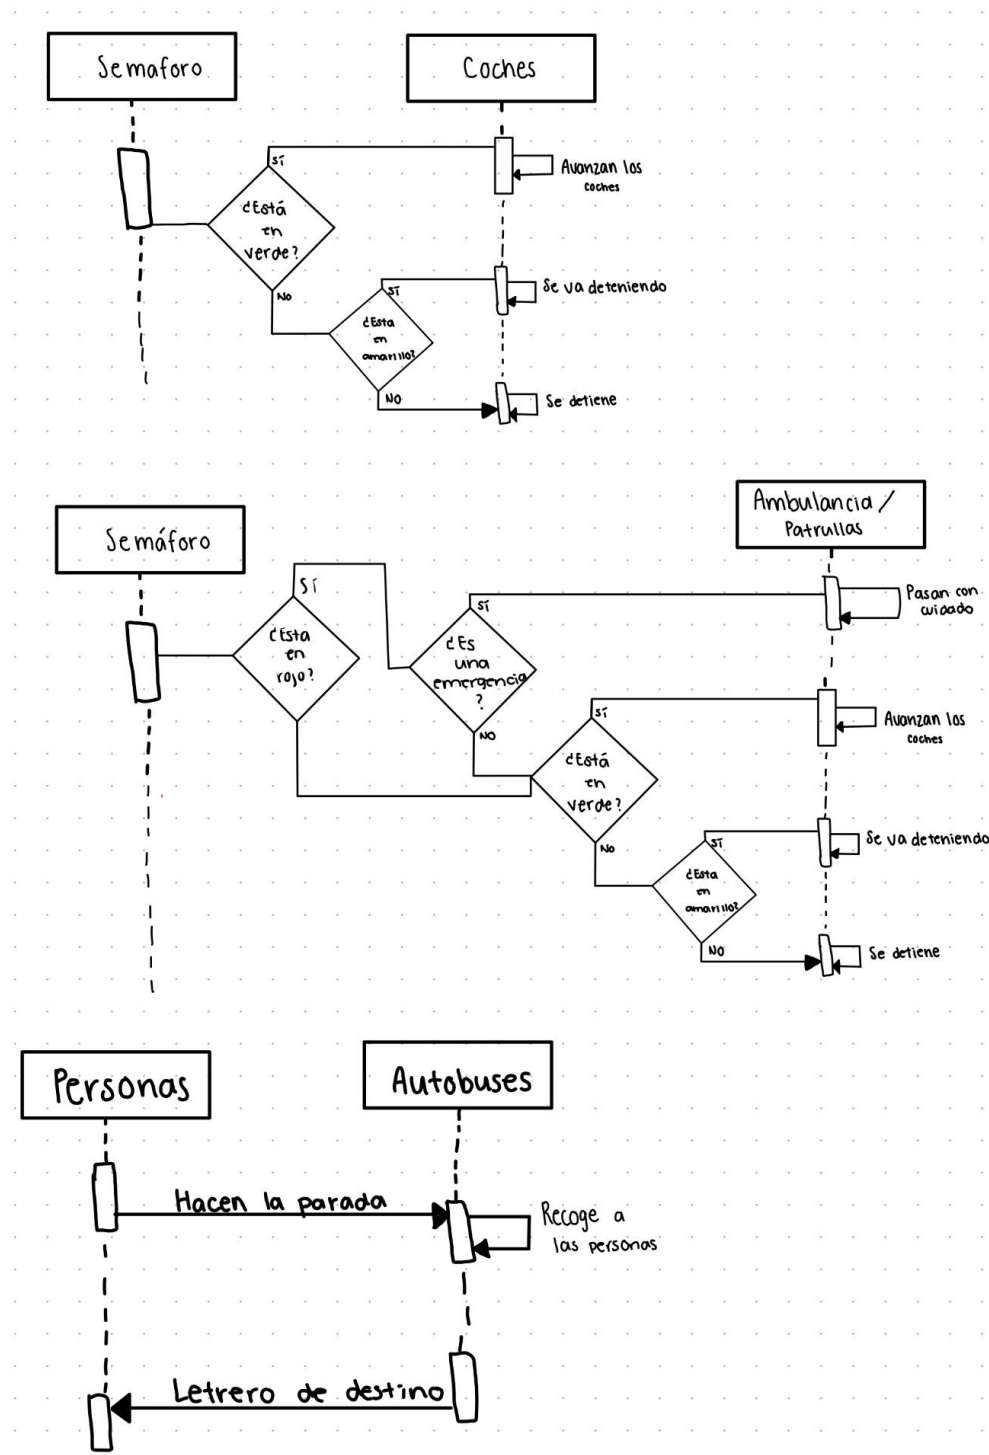 Semaforo
Coches
SÍ
Avanzan los
coches
¿Está
en
verde?
NO
SÍ
Se va deteniendo
¿Esta
en
amarillo?
NO
Se detiene
Semáforo
Ambulancia /
Patrullas
SÍ
SÍ
Pasan con
cuidado
¿Esta
en
rojo?
¿Es
una
emergencia
?
NO
SÍ
Avanzan los
coches
¿Está
en
verde?
NO
SÍ
Se va deteniendo
¿Esta
en
amarillo?
NO
Se detiene
Personas
Autobuses
Hacen la parada
Recoge a
las personas
Letrero de destino